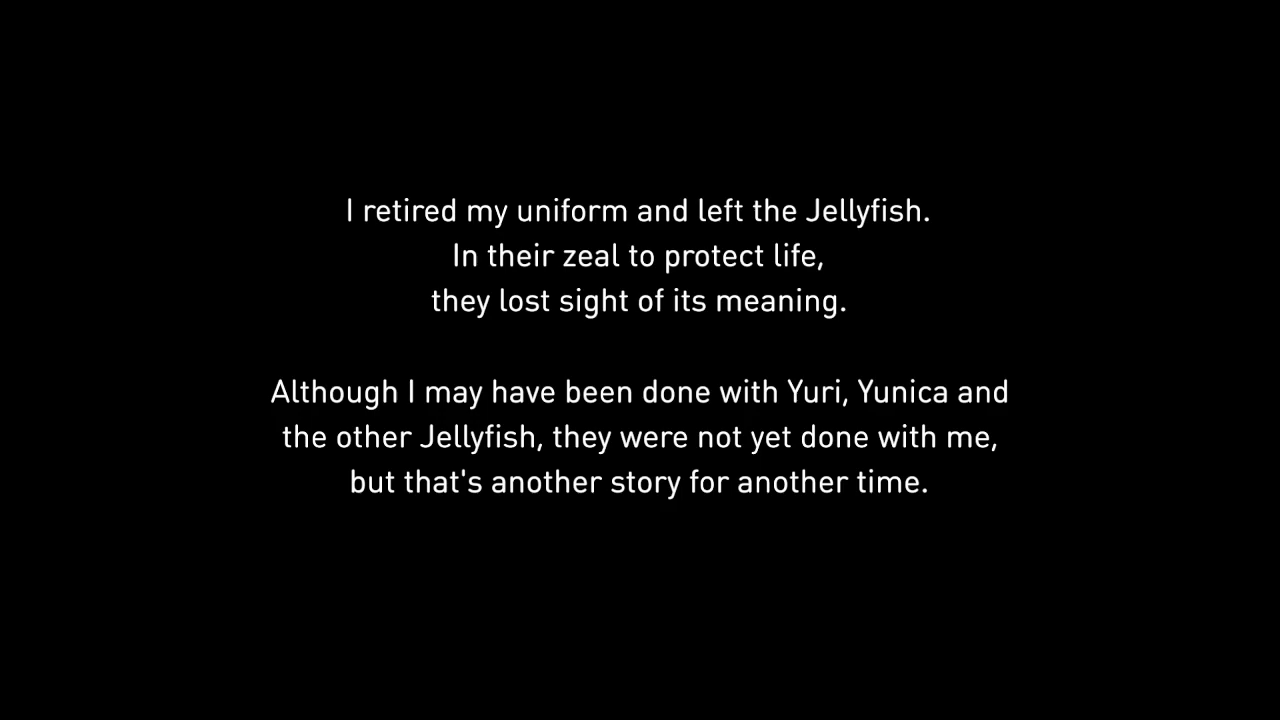 I retired my uniform and left the Jellyfish.
In their zeal to protect life,
they lost sight of its meaning.
Although I may have been done with Yuri, Yunica and
the other Jellyfish, they were not yet done with me,
but that's another story for another time.